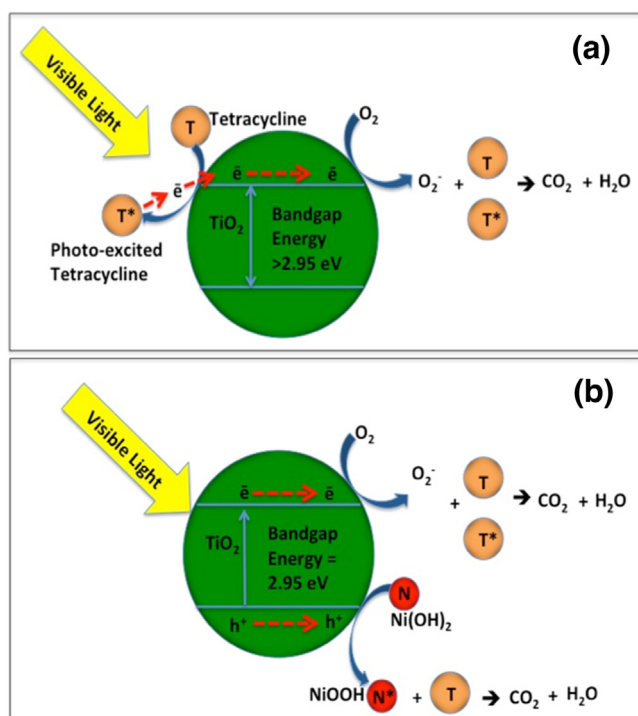 (a)
Visible Light
T
Tetracycline
O₂
ē
ē
ē
T*
Photo-excited
Tetracycline
TiO₂
Bandgap
Energy
>2.95 eV
O₂⁻ + T T* → CO₂ + H₂O
(b)
Visible Light
O₂
ē
ē
TiO₂
Bandgap
Energy =
2.95 eV
O₂⁻ + T T* → CO₂ + H₂O
h⁺
h⁺
N
Ni(OH)₂
NiOOH N* + T → CO₂ + H₂O